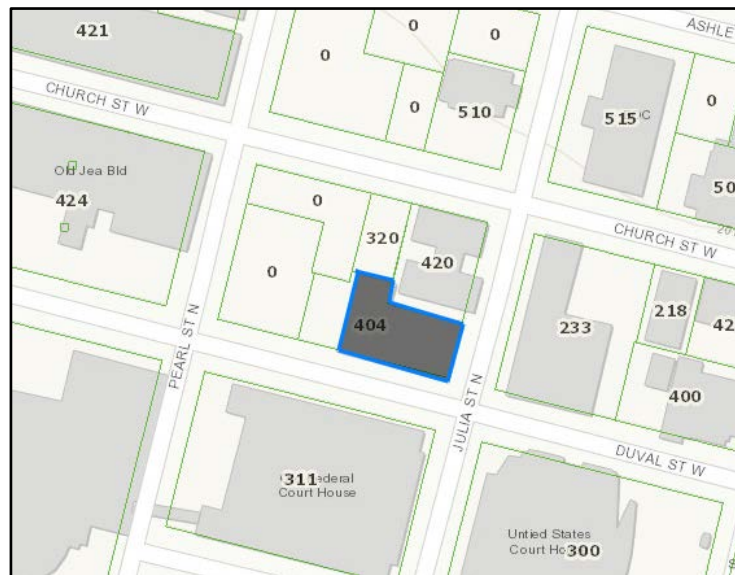 421
0
0
0
ASHLE
CHURCH ST W
0
510
515
0
Old Jea Bld
50
424
0
320
CHURCH ST W
420
0
218
42
404
233
PEARL ST N
400
JULIA ST N
DUVAL ST W
311
Court House
Untied States
Court Ho
300